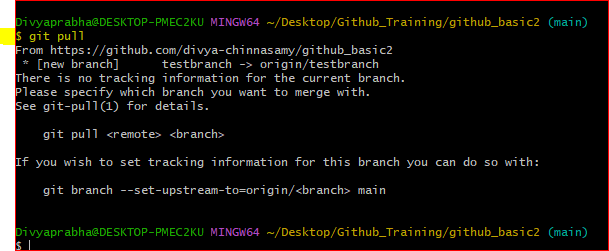 Divyaprabha@DESKTOP-PMEC2KU MINGW64 ~/Desktop/Github_Training/github_basic2 (main)
$ git pull
From https://github.com/divya-chinnasamy/github_basic2
 * [new branch]      testbranch -> origin/testbranch
There is no tracking information for the current branch.
Please specify which branch you want to merge with.
See git-pull(1) for details.
    git pull <remote> <branch>
If you wish to set tracking information for this branch you can do so with:
    git branch --set-upstream-to=origin/<branch> main
Divyaprabha@DESKTOP-PMEC2KU MINGW64 ~/Desktop/Github_Training/github_basic2 (main)
$